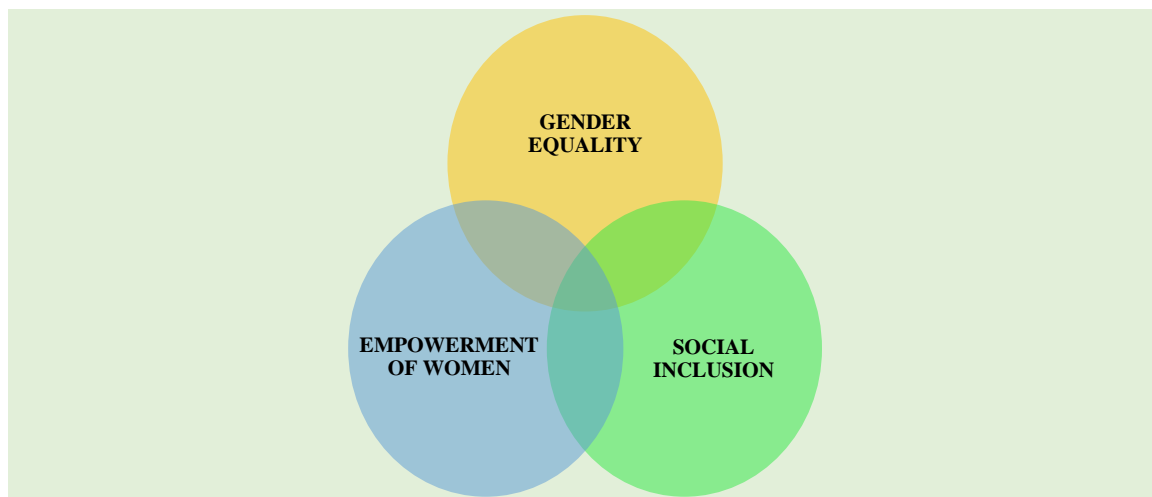 GENDER
EQUALITY
EMPOWERMENT
OF WOMEN
SOCIAL
INCLUSION